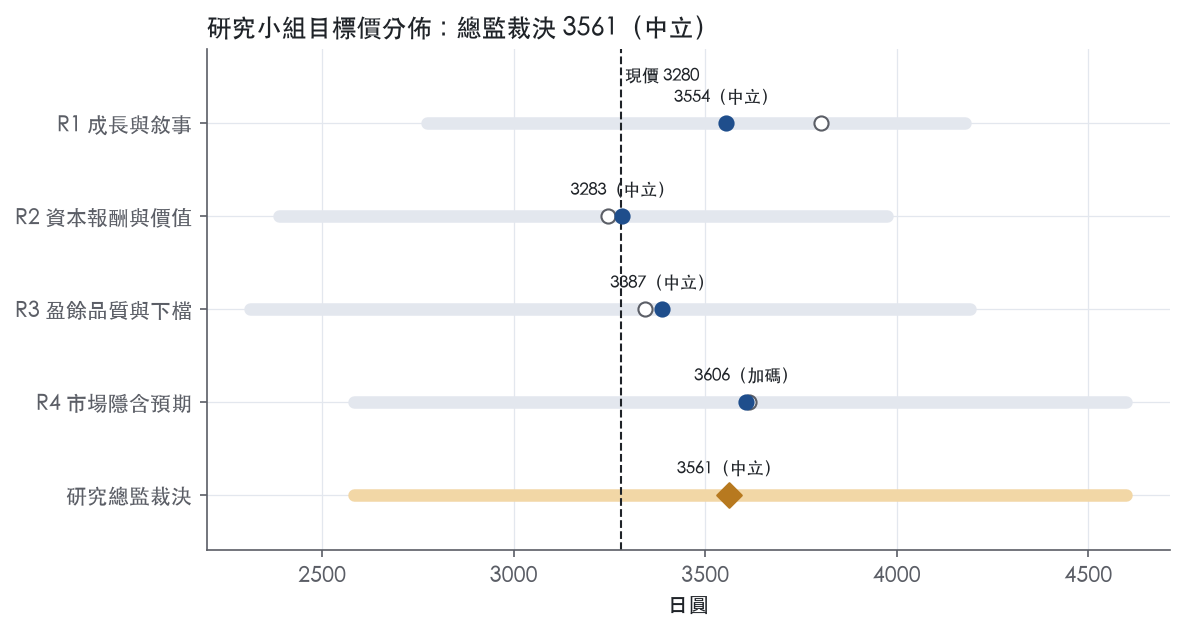 研究小組目標價分佈：總監裁決 3561（中立）
現價 3280
3554（中立）
R1 成長與敘事
3283（中立）
R2 資本報酬與價值
3387（中立）
R3 盈餘品質與下檔
3606（加碼）
R4 市場隱含預期
3561（中立）
研究總監裁決
2500 3000 3500 4000 4500
日圓